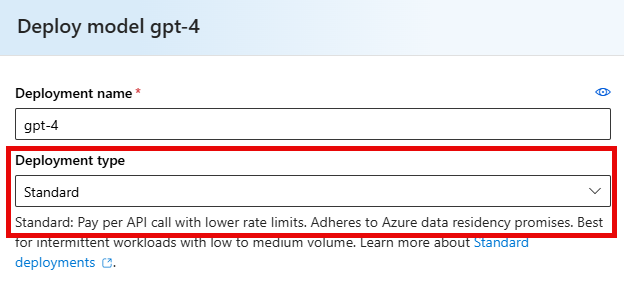 Deploy model gpt-4
Deployment name *
gpt-4
Deployment type
Standard
Standard: Pay per API call with lower rate limits. Adheres to Azure data residency promises. Best
for intermittent workloads with low to medium volume. Learn more about Standard
deployments.